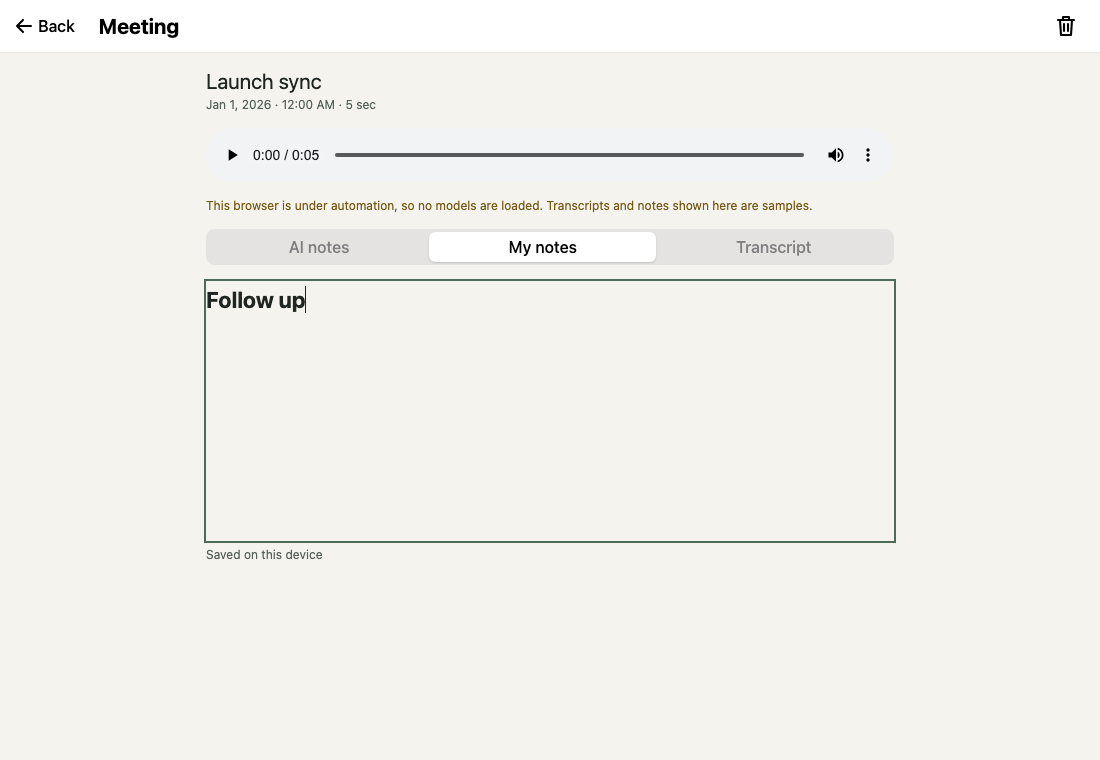 Back Meeting
Launch sync
Jan 1, 2026 · 12:00 AM · 5 sec
0:00 / 0:05
This browser is under automation, so no models are loaded. Transcripts and notes shown here are samples.
AI notes My notes Transcript
Follow up
Saved on this device